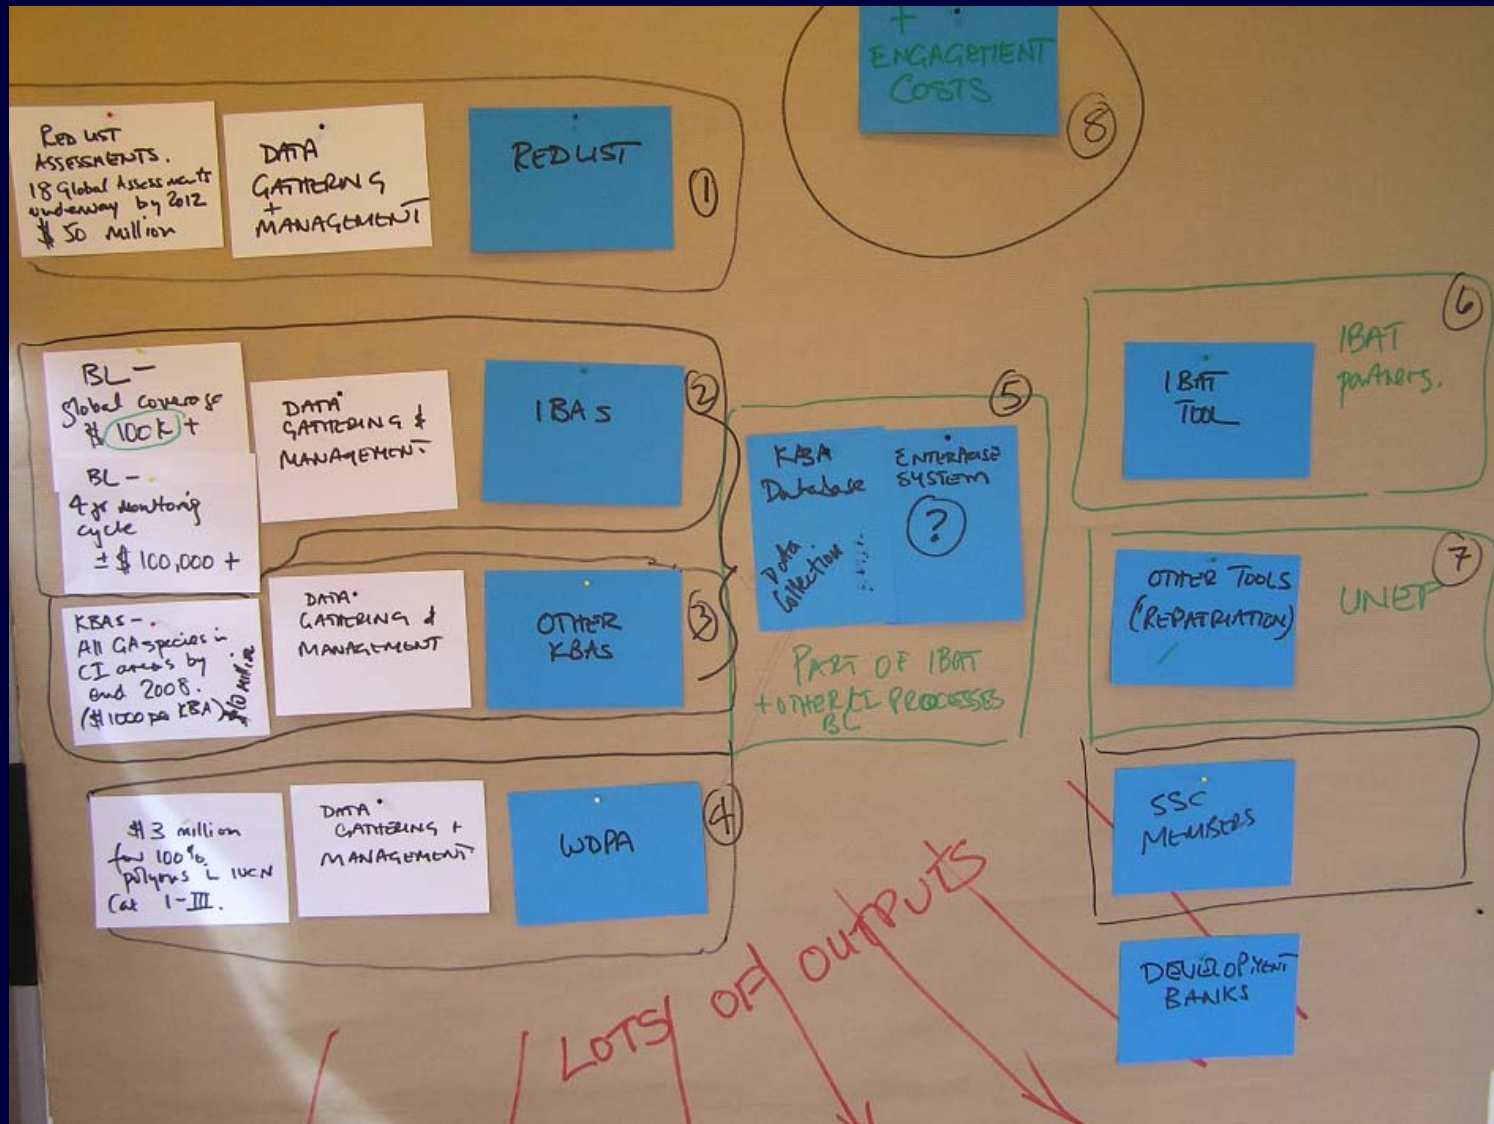 RED LIST
ASSESSMENTS.
18 Global Assessments
underway by 2012
$ 50 million
DATA
GATHERING
+
MANAGEMENT
RED LIST
1
+
ENGAGEMENT
COSTS
8
BL -
global coverage
$ 100K +
BL -
4 yr monitoring
cycle
± $ 100,000 +
DATA
GATHERING &
MANAGEMENT
IBAS
2
KBAS -
All GA species in
CI areas by
end 2008.
($1000 per KBA)
$10 million
DATA
GATHERING &
MANAGEMENT
OTHER
KBAS
3
$3 million
for 100%
IUCN
Cat I-III.
DATA
GATHERING +
MANAGEMENT
WDPA
4
5
KBA
Database
Data
Collection
ENTERPRISE
SYSTEM
?
PART OF IBAT
+ OTHER CI PROCESSES
BL
6
IBAT
TOOL
IBAT
partners.
7
OTHER TOOLS
(REPATRIATION)
UNEP
SSC
MEMBERS
DEVELOPMENT
BANKS
LOTS OF OUTPUTS